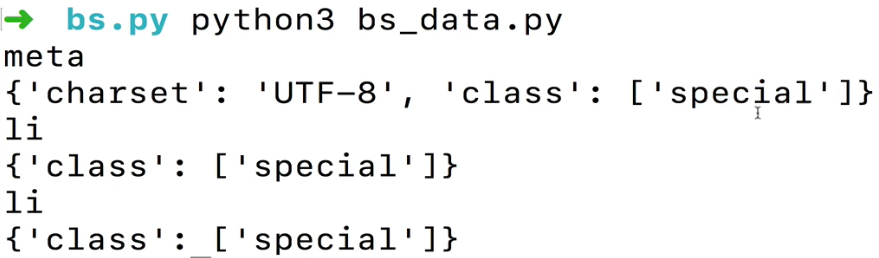 ➜ bs.py python3 bs_data.py
meta
{'charset': 'UTF-8', 'class': ['special']}
li
{'class': ['special']}
li
{'class': ['special']}